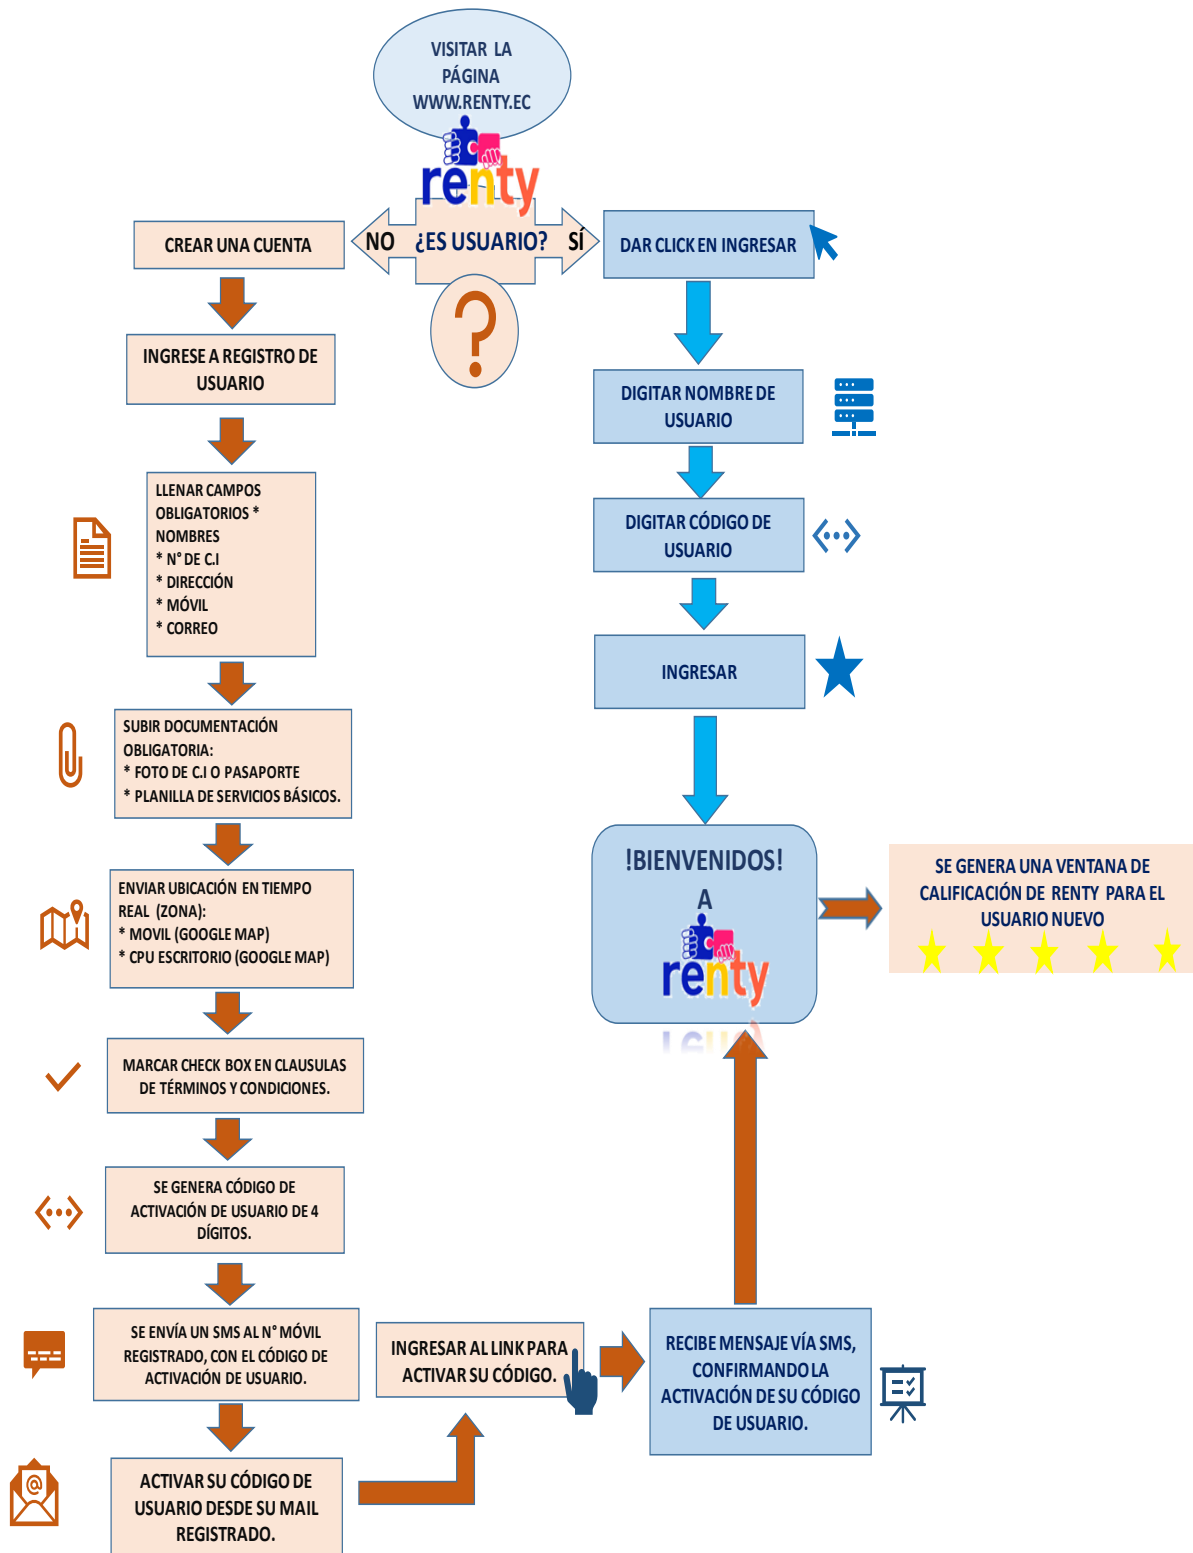 VISITAR LA
PÁGINA
WWW.RENTY.EC
renty
NO
¿ES USUARIO?
SÍ
CREAR UNA CUENTA
INGRESE A REGISTRO DE
USUARIO
LLENAR CAMPOS
OBLIGATORIOS *
NOMBRES
* N° DE C.I
* DIRECCIÓN
* MÓVIL
* CORREO
SUBIR DOCUMENTACIÓN
OBLIGATORIA:
* FOTO DE C.I O PASAPORTE
* PLANILLA DE SERVICIOS BÁSICOS.
ENVIAR UBICACIÓN EN TIEMPO
REAL (ZONA):
* MOVIL (GOOGLE MAP)
* CPU ESCRITORIO (GOOGLE MAP)
MARCAR CHECK BOX EN CLAUSULAS
DE TÉRMINOS Y CONDICIONES.
SE GENERA CÓDIGO DE
ACTIVACIÓN DE USUARIO DE 4
DÍGITOS.
SE ENVÍA UN SMS AL N° MÓVIL
REGISTRADO, CON EL CÓDIGO DE
ACTIVACIÓN DE USUARIO.
ACTIVAR SU CÓDIGO DE
USUARIO DESDE SU MAIL
REGISTRADO.
INGRESAR AL LINK PARA
ACTIVAR SU CÓDIGO.
RECIBE MENSAJE VÍA SMS,
CONFIRMANDO LA
ACTIVACIÓN DE SU CÓDIGO
DE USUARIO.
DAR CLICK EN INGRESAR
DIGITAR NOMBRE DE
USUARIO
DIGITAR CÓDIGO DE
USUARIO
INGRESAR
!BIENVENIDOS!
A
renty
SE GENERA UNA VENTANA DE
CALIFICACIÓN DE RENTY PARA EL
USUARIO NUEVO